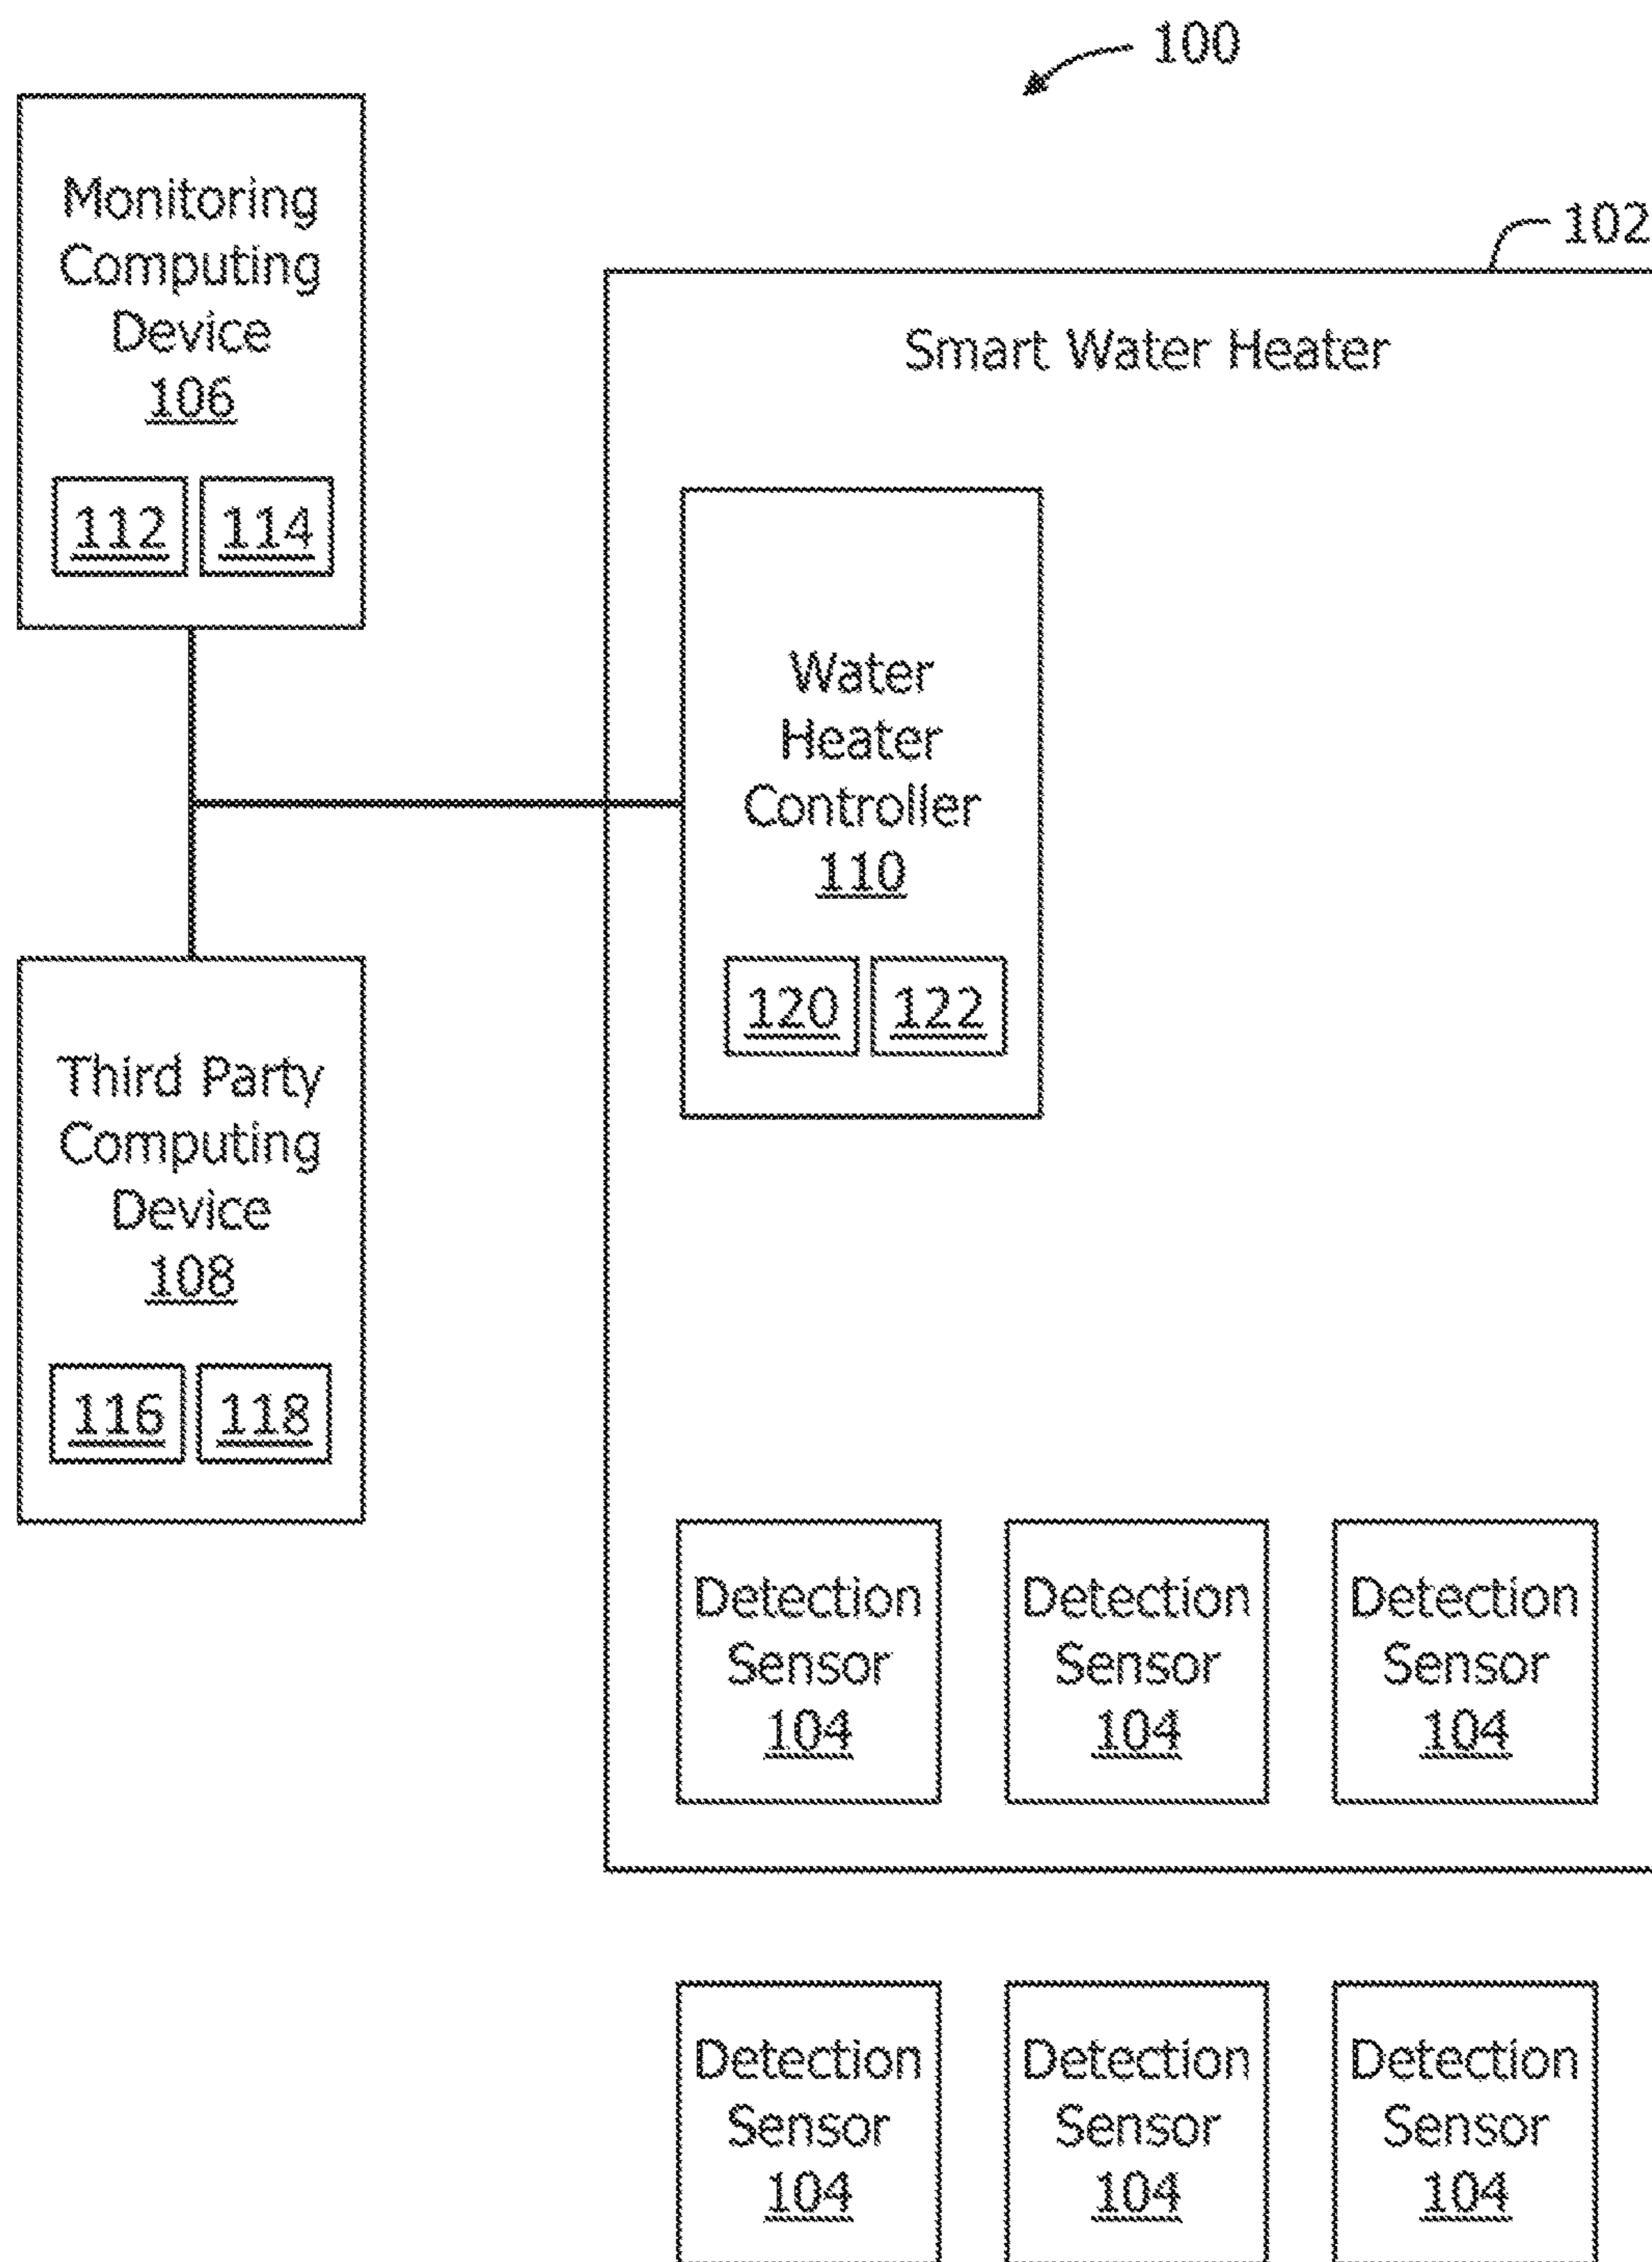 100
Monitoring
Computing
Device
106
112 114
102
Smart Water Heater
Water
Heater
Controller
110
120 122
Third Party
Computing
Device
108
116 118
Detection
Sensor
104
Detection
Sensor
104
Detection
Sensor
104
Detection
Sensor
104
Detection
Sensor
104
Detection
Sensor
104